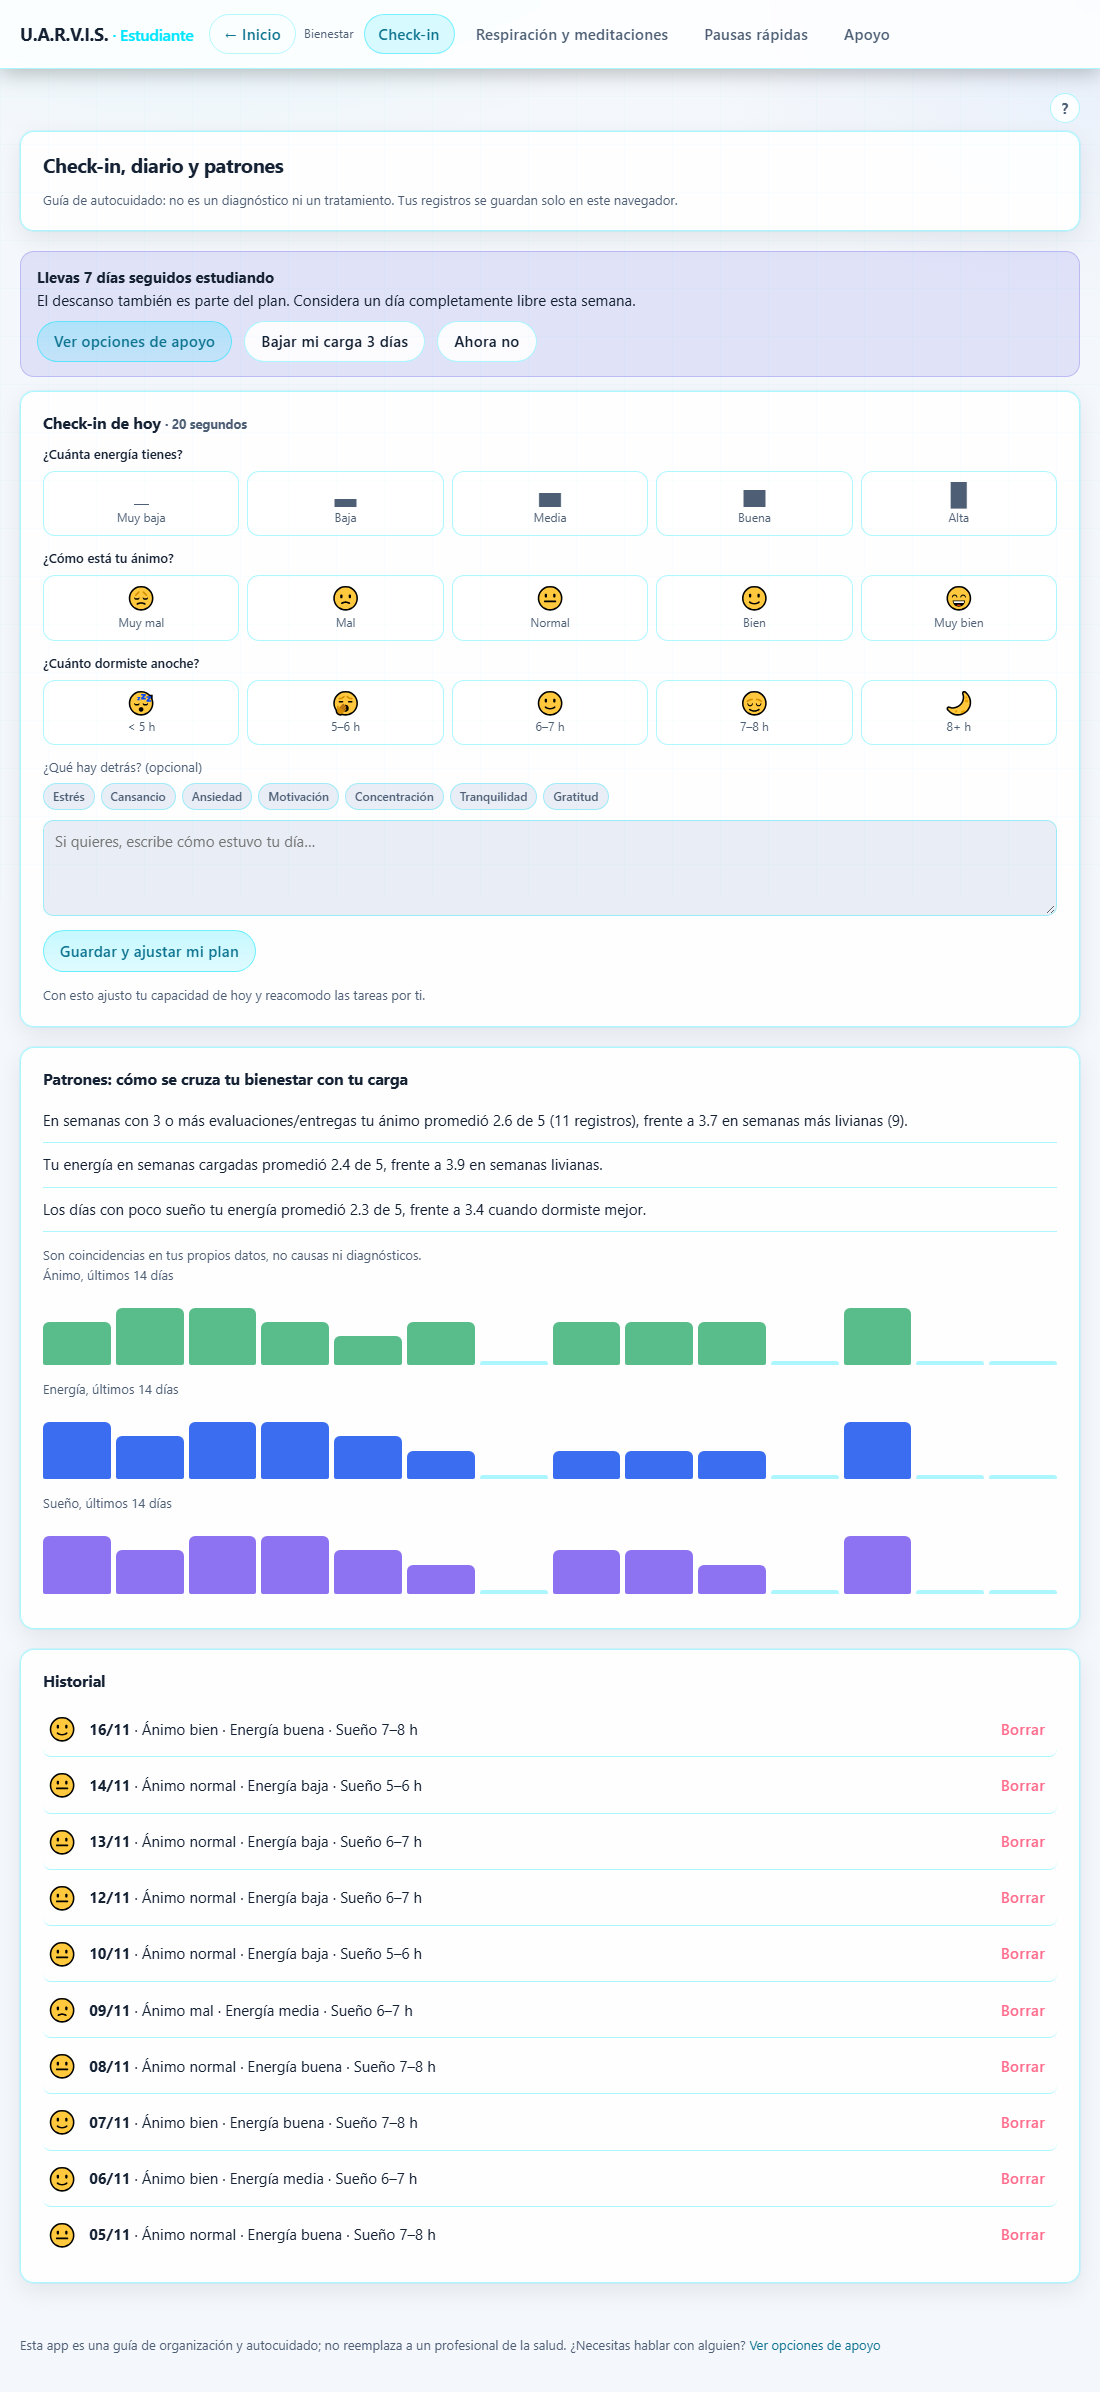 U.A.R.V.I.S. · Estudiante
← Inicio
Bienestar
Check-in
Respiración y meditaciones
Pausas rápidas
Apoyo
?
Check-in, diario y patrones
Guía de autocuidado: no es un diagnóstico ni un tratamiento. Tus registros se guardan solo en este navegador.
Llevas 7 días seguidos estudiando
El descanso también es parte del plan. Considera un día completamente libre esta semana.
Ver opciones de apoyo
Bajar mi carga 3 días
Ahora no
Check-in de hoy · 20 segundos
¿Cuánta energía tienes?
Muy baja
Baja
Media
Buena
Alta
¿Cómo está tu ánimo?
Muy mal
Mal
Normal
Bien
Muy bien
¿Cuánto dormiste anoche?
< 5 h
5–6 h
6–7 h
7–8 h
8+ h
¿Qué hay detrás? (opcional)
Estrés
Cansancio
Ansiedad
Motivación
Concentración
Tranquilidad
Gratitud
Si quieres, escribe cómo estuvo tu día...
Guardar y ajustar mi plan
Con esto ajusto tu capacidad de hoy y reacomodo las tareas por ti.
Patrones: cómo se cruza tu bienestar con tu carga
En semanas con 3 o más evaluaciones/entregas tu ánimo promedió 2.6 de 5 (11 registros), frente a 3.7 en semanas más livianas (9).
Tu energía en semanas cargadas promedió 2.4 de 5, frente a 3.9 en semanas livianas.
Los días con poco sueño tu energía promedió 2.3 de 5, frente a 3.4 cuando dormiste mejor.
Son coincidencias en tus propios datos, no causas ni diagnósticos.
Ánimo, últimos 14 días
Energía, últimos 14 días
Sueño, últimos 14 días
Historial
16/11 · Ánimo bien · Energía buena · Sueño 7–8 h Borrar
14/11 · Ánimo normal · Energía baja · Sueño 5–6 h Borrar
13/11 · Ánimo normal · Energía baja · Sueño 6–7 h Borrar
12/11 · Ánimo normal · Energía baja · Sueño 6–7 h Borrar
10/11 · Ánimo normal · Energía baja · Sueño 5–6 h Borrar
09/11 · Ánimo mal · Energía media · Sueño 6–7 h Borrar
08/11 · Ánimo normal · Energía buena · Sueño 7–8 h Borrar
07/11 · Ánimo bien · Energía buena · Sueño 7–8 h Borrar
06/11 · Ánimo bien · Energía media · Sueño 6–7 h Borrar
05/11 · Ánimo normal · Energía buena · Sueño 7–8 h Borrar
Esta app es una guía de organización y autocuidado; no reemplaza a un profesional de la salud. ¿Necesitas hablar con alguien? Ver opciones de apoyo